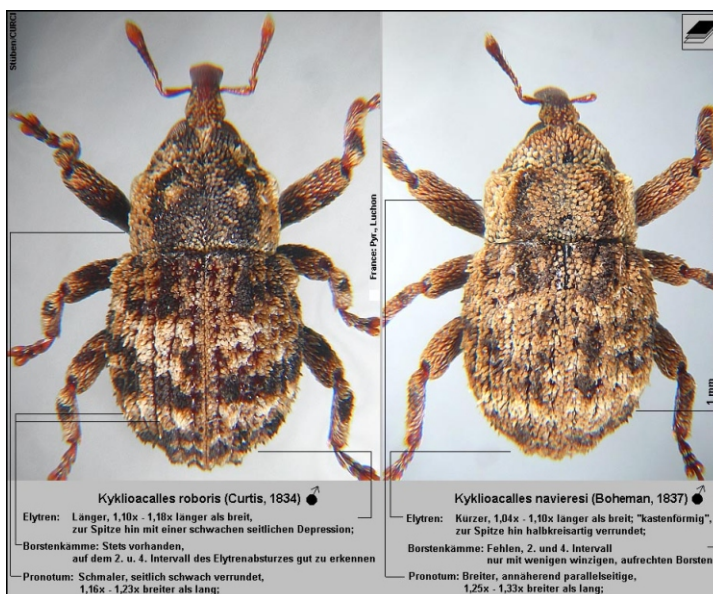 Stüben/CURCI
France: Pyr., Luchon
1 mm
Kyklioacalles roboris (Curtis, 1834)
Elytren: Länger, 1,10x - 1,18x länger als breit,
zur Spitze hin mit einer schwachen seitlichen Depression;
Borstenkämme: Stets vorhanden,
auf dem 2. u. 4. Intervall des Elytrenabsturzes gut zu erkennen
Pronotum: Schmaler, seitlich schwach verrundet,
1,16x - 1,23x breiter als lang;
Kyklioacalles navieresi (Boheman, 1837)
Elytren: Kürzer, 1,04x - 1,10x länger als breit; "kastenförmig",
zur Spitze hin halbkreisartig verrundet;
Borstenkämme: Fehlen, 2. und 4. Intervall
nur mit wenigen winzigen, aufrechten Borsten
Pronotum: Breiter, annähernd parallelseitige,
1,25x - 1,33x breiter als lang;